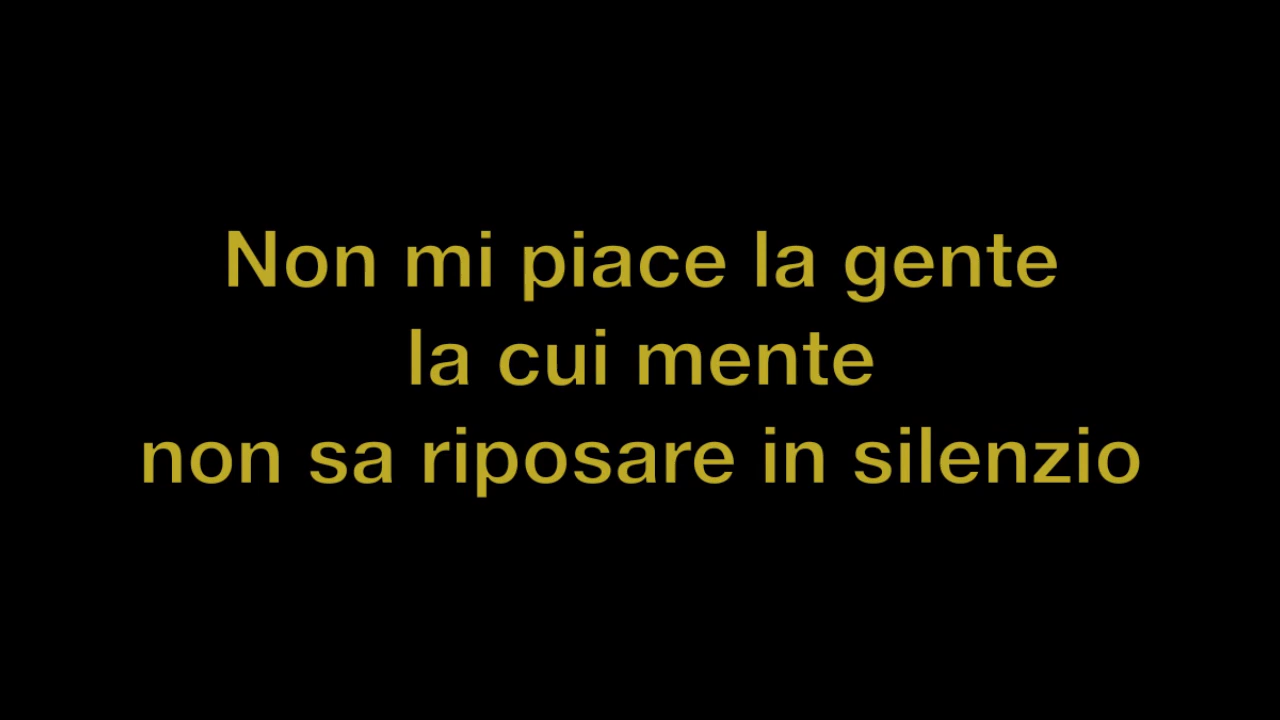 Non mi piace la gente
la cui mente
non sa riposare in silenzio